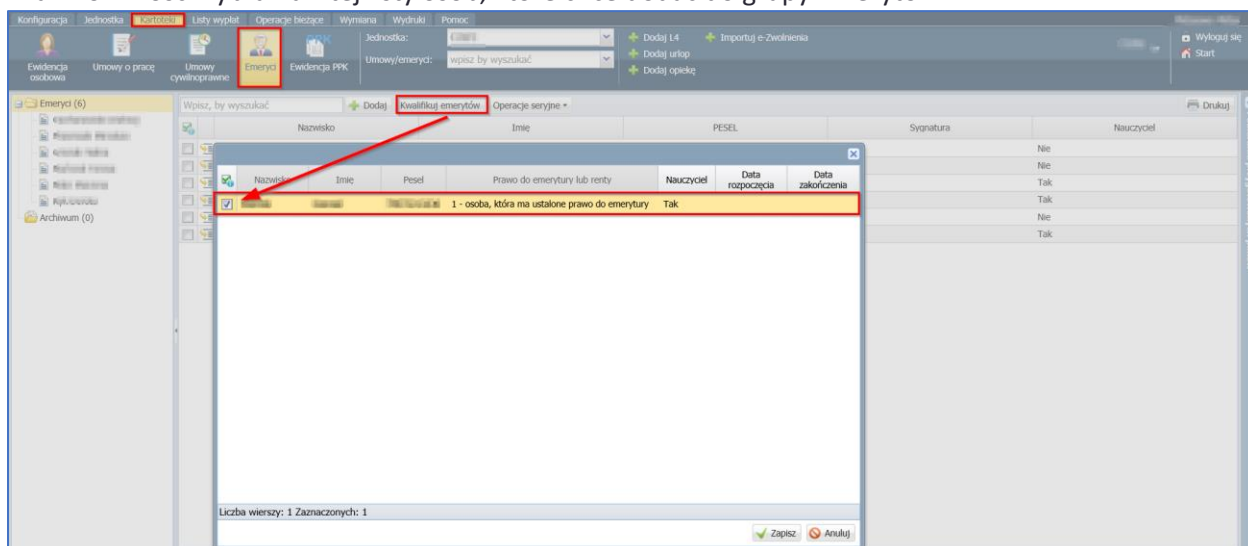 Konfiguracja Jednostka Kartoteki Listy wypłat Operacje bieżące Wymiana Wydruki Pomoc
Ewidencja osobowa Umowy o pracę Umowy cywilnoprawne Emeryci Ewidencja PPK
Jednostka:
Umowy/emeryci: wpisz by wyszukać
Dodaj L4 Importuj e-Zwolnienia
Dodaj urlop
Dodaj opiekę
Wyloguj się
Start
Emeryci (6)
Archiwum (0)
Wpisz, by wyszukać Dodaj Kwalifikuj emerytów Operacje seryjne Drukuj
Nazwisko Imię PESEL Sygnatura Nauczyciel
Nie
Nie
Tak
Tak
Nie
Tak
Nazwisko Imię Pesel Prawo do emerytury lub renty Nauczyciel Data rozpoczęcia Data zakończenia
1 - osoba, która ma ustalone prawo do emerytury Tak
Liczba wierszy: 1 Zaznaczonych: 1
Zapisz Anuluj